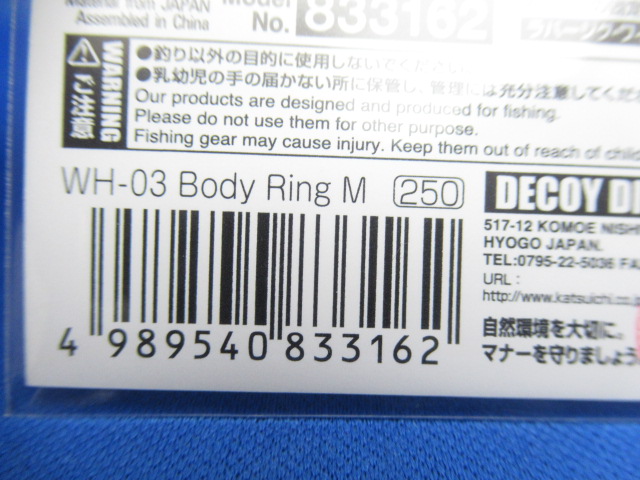 Material from JAPAN
Assembled in China
Model No. 833162
WARNING
●釣り以外の目的に使用しないでください。
●乳幼児の手の届かない所に保管し、管理には充分注意してくだ
Our products are designed and produced for fishing.
Please do not use them for other purpose.
Fishing gear may cause injury. Keep them out of reach of child
WH-03 Body Ring M 250
4 989540 833162
DECOY
517-12 KOMOE NISHI
HYOGO JAPAN.
TEL:0795-22-5036 FA
URL:
http://www.katsuichi.co.
自然環境を大切に。
マナーを守りましょう